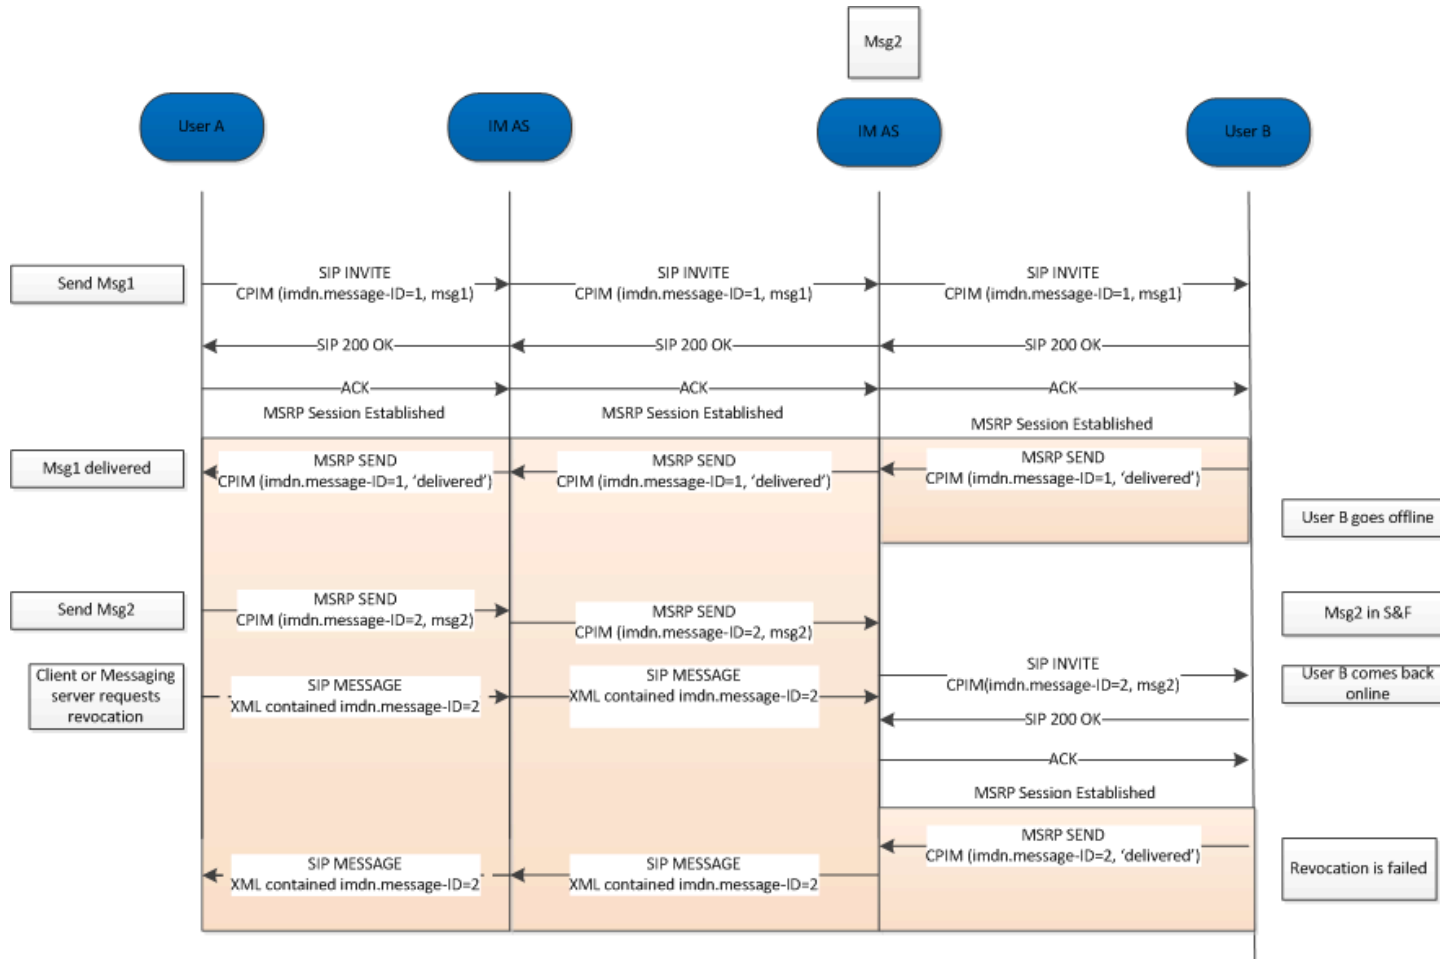 Msg2
User A
IM AS
IM AS
User B
Send Msg1
SIP INVITE
CPIM (imdn.message-ID=1, msg1)
SIP INVITE
CPIM (imdn.message-ID=1, msg1)
SIP INVITE
CPIM (imdn.message-ID=1, msg1)
SIP 200 OK
SIP 200 OK
SIP 200 OK
ACK
ACK
ACK
MSRP Session Established
MSRP Session Established
MSRP Session Established
Msg1 delivered
MSRP SEND
CPIM (imdn.message-ID=1, ‘delivered’)
MSRP SEND
CPIM (imdn.message-ID=1, ‘delivered’)
MSRP SEND
CPIM (imdn.message-ID=1, ‘delivered’)
User B goes offline
Send Msg2
MSRP SEND
CPIM (imdn.message-ID=2, msg2)
MSRP SEND
CPIM (imdn.message-ID=2, msg2)
Msg2 in S&F
Client or Messaging
server requests
revocation
SIP MESSAGE
XML contained imdn.message-ID=2
SIP MESSAGE
XML contained imdn.message-ID=2
SIP INVITE
CPIM(imdn.message-ID=2, msg2)
User B comes back
online
SIP 200 OK
ACK
MSRP Session Established
MSRP SEND
CPIM (imdn.message-ID=2, ‘delivered’)
SIP MESSAGE
XML contained imdn.message-ID=2
SIP MESSAGE
XML contained imdn.message-ID=2
Revocation is failed